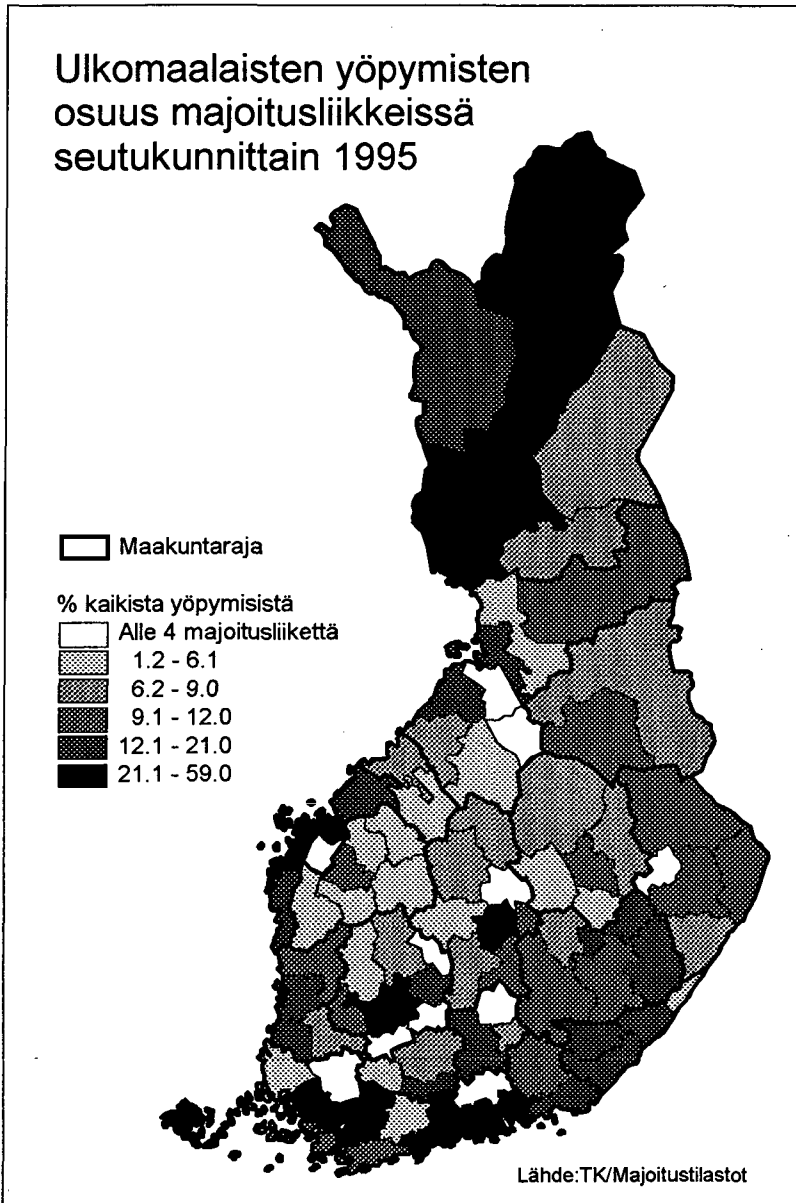 Ulkomaalaisten yöpymisten
osuus majoitusliikkeissä
seutukunnittain 1995
Maakuntaraja
% kaikista yöpymisistä
Alle 4 majoitusliikettä
1.2 - 6.1
6.2 - 9.0
9.1 - 12.0
12.1 - 21.0
21.1 - 59.0
Lähde:TK/Majoitustilastot